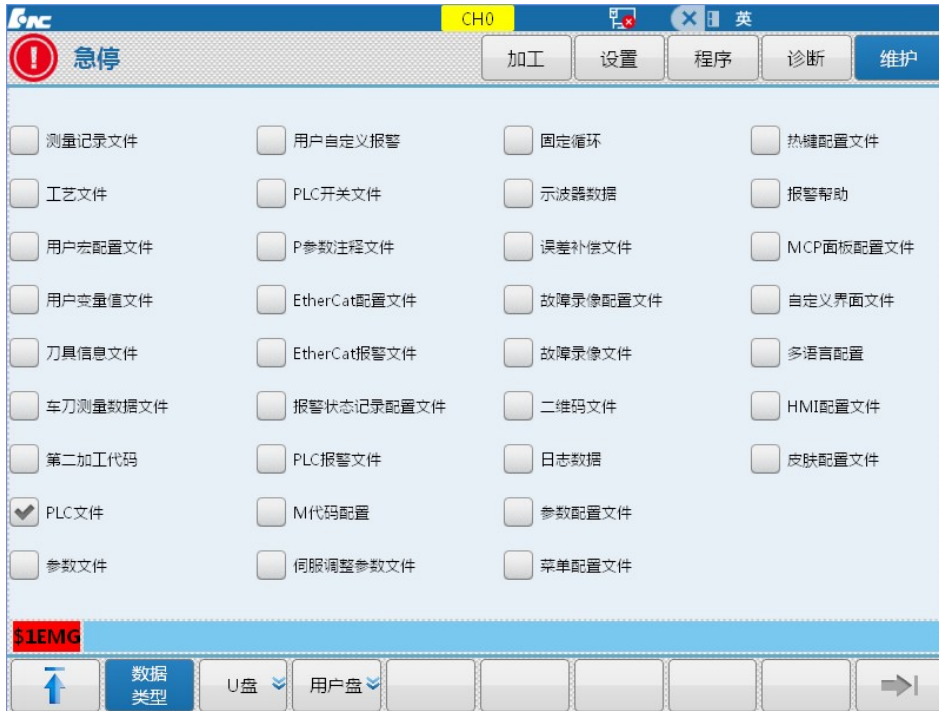 CH0 英
急停 加工 设置 程序 诊断 维护
测量记录文件 用户自定义报警 固定循环 热键配置文件
工艺文件 PLC开关文件 示波器数据 报警帮助
用户宏配置文件 P参数注释文件 误差补偿文件 MCP面板配置文件
用户变量值文件 EtherCat配置文件 故障录像配置文件 自定义界面文件
刀具信息文件 EtherCat报警文件 故障录像文件 多语言配置
车刀测量数据文件 报警状态记录配置文件 二维码文件 HMI配置文件
第二加工代码 PLC报警文件 日志数据 皮肤配置文件
PLC文件 M代码配置 参数配置文件
参数文件 伺服调整参数文件 菜单配置文件
$1EMG
数据
类型 U盘 用户盘